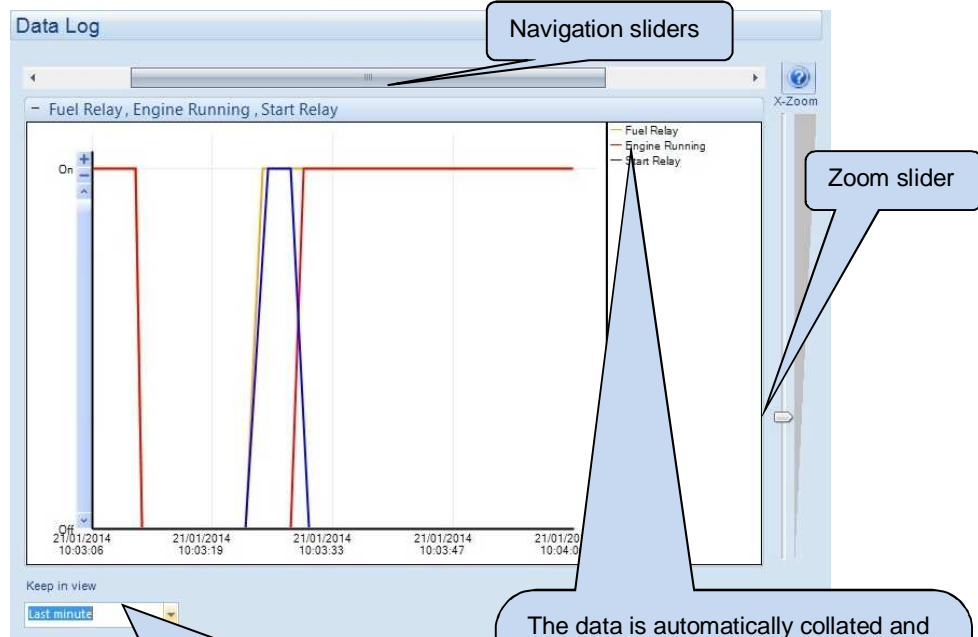 Data Log
Navigation sliders
X-Zoom
− Fuel Relay, Engine Running, Start Relay
Fuel Relay
Engine Running
Start Relay
On
Zoom slider
Off
21/01/2014 10:03:06
21/01/2014 10:03:19
21/01/2014 10:03:33
21/01/2014 10:03:47
Keep in view
Last minute
The data is automatically collated and